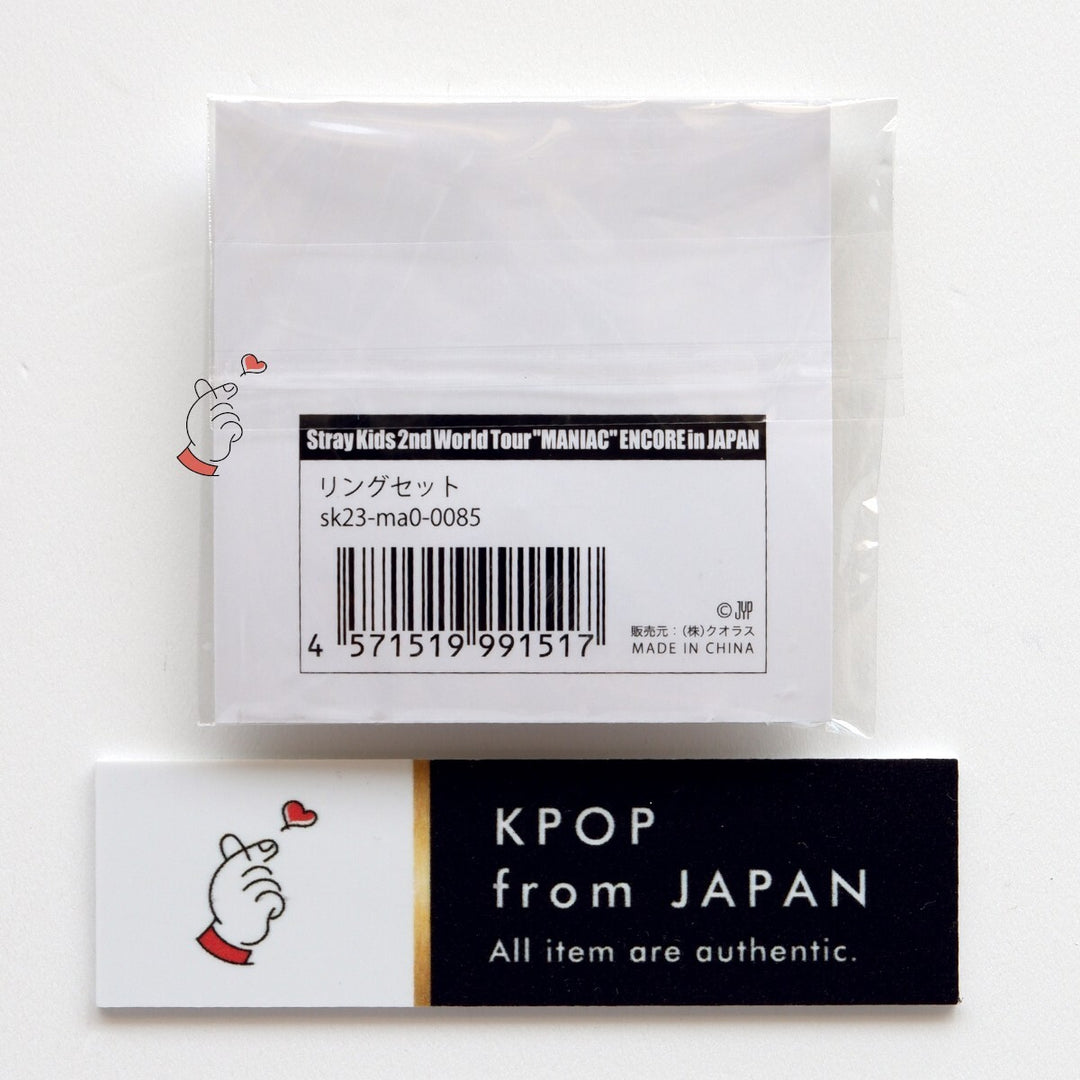 Stray Kids 2nd World Tour "MANIAC" ENCORE in JAPAN
リングセット
sk23-ma0-0085
4 571519 991517
© JYP
販売元：(株)クオラス
MADE IN CHINA
KPOP
from JAPAN
All item are authentic.